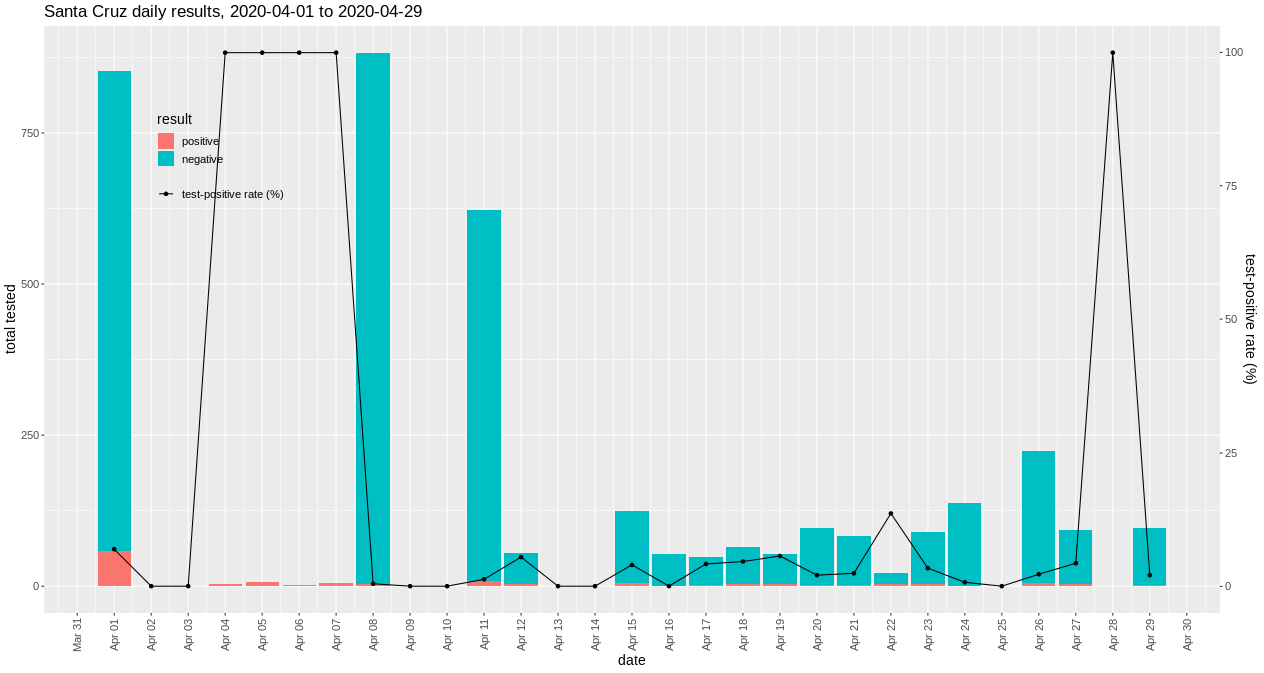 Santa Cruz daily results, 2020-04-01 to 2020-04-29
result
positive
negative
test-positive rate (%)
total tested
750
500
250
0
100
75
50
25
0
test-positive rate (%)
Mar 31
Apr 01
Apr 02
Apr 03
Apr 04
Apr 05
Apr 06
Apr 07
Apr 08
Apr 09
Apr 10
Apr 11
Apr 12
Apr 13
Apr 14
Apr 15
Apr 16
Apr 17
Apr 18
Apr 19
Apr 20
Apr 21
Apr 22
Apr 23
Apr 24
Apr 25
Apr 26
Apr 27
Apr 28
Apr 29
Apr 30
date